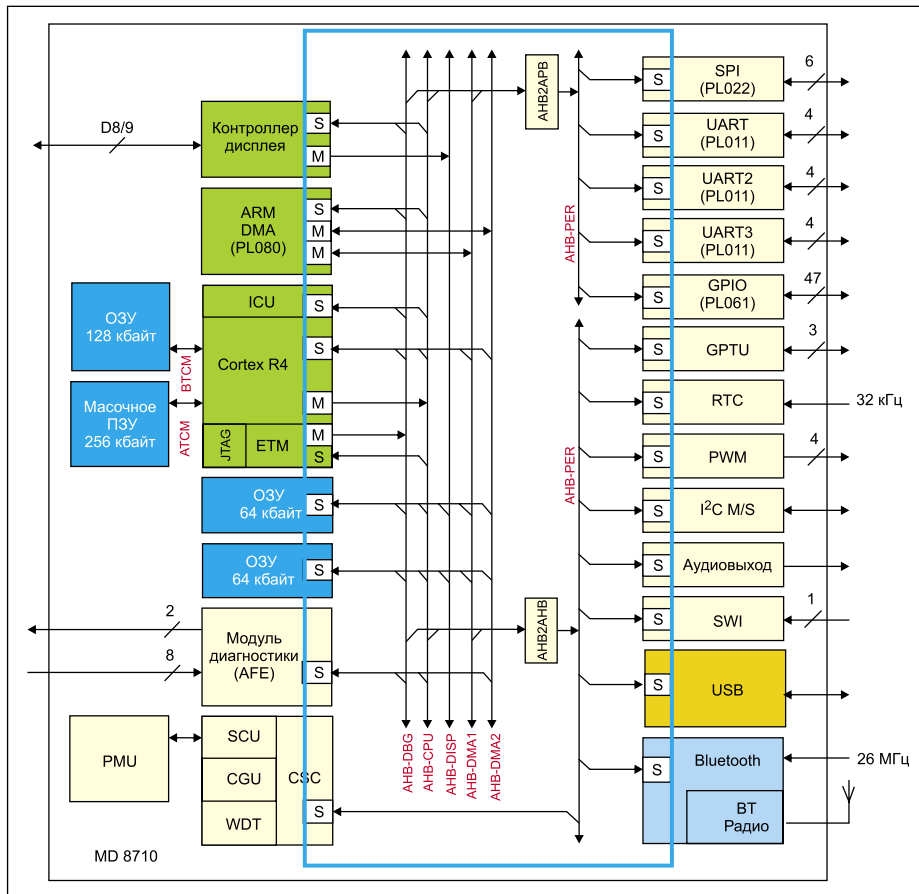 D8/9
Контроллер
дисплея
S
M
ARM
DMA
(PL080)
S
M
M
ОЗУ
128 кбайт
BTCM
Масочное
ПЗУ
256 кбайт
ATCM
ICU
S
Cortex R4
S
M
JTAG
ETM
M
S
ОЗУ
64 кбайт
S
ОЗУ
64 кбайт
S
2
8
Модуль
диагностики
(AFE)
S
PMU
SCU
CGU
WDT
CSC
S
MD 8710
AHB-DBG
AHB-CPU
AHB-DISP
AHB-DMA1
AHB-DMA2
AHB2APB
AHB2AHB
AHB-PER
AHB-PER
S
SPI
(PL022)
6
S
UART
(PL011)
4
S
UART2
(PL011)
4
S
UART3
(PL011)
4
S
GPIO
(PL061)
47
S
GPTU
3
S
RTC
32 кГц
S
PWM
4
S
I²C M/S
S
Аудиовыход
S
SWI
1
S
USB
S
Bluetooth
26 МГц
BT
Радио